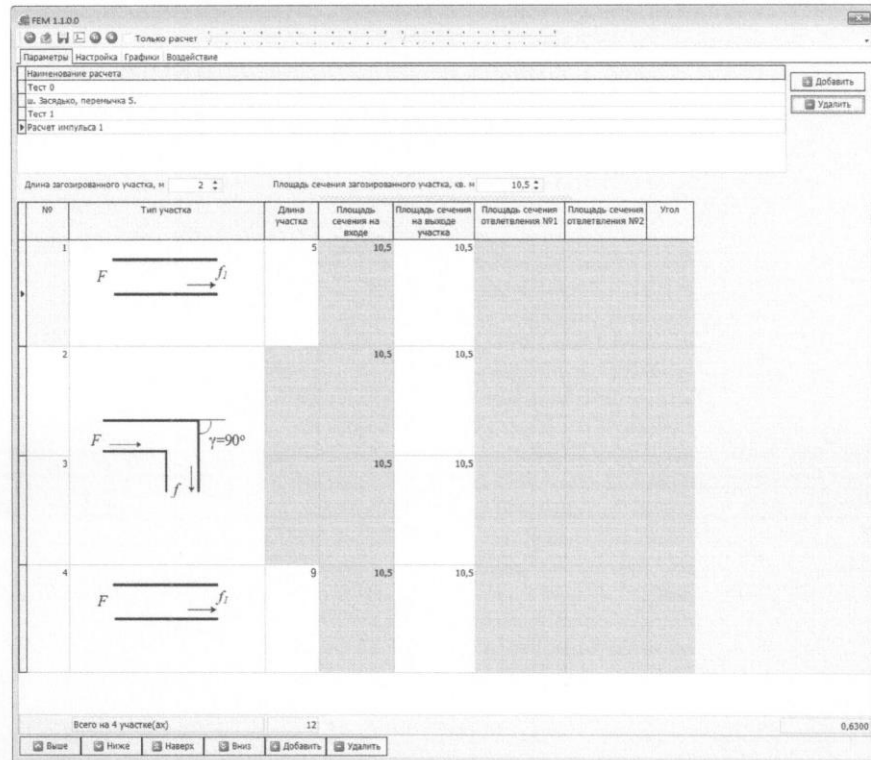 FEM 1.1.0.0
Только расчет
Параметры Настройка Графики Воздействие
Наименование расчета
Тест 0
ш. Засядько, перемычка 5.
Тест 1
Расчет импульса 1
Добавить
Удалить
Длина загозированного участка, м 2 Площадь сечения загозированного участка, кв. м 10,5
№ Тип участка Длина участка Площадь сечения на входе Площадь сечения на выходе участка Площадь сечения отвлетвления №1 Площадь сечения отвлетвления №2 Угол
1 F f1 5 10,5 10,5
2 10,5 10,5
F γ=90°
3 f 10,5 10,5
4 F f1 9 10,5 10,5
Всего на 4 участке(ах) 12 0,6300
Выше Ниже Наверх Вниз Добавить Удалить